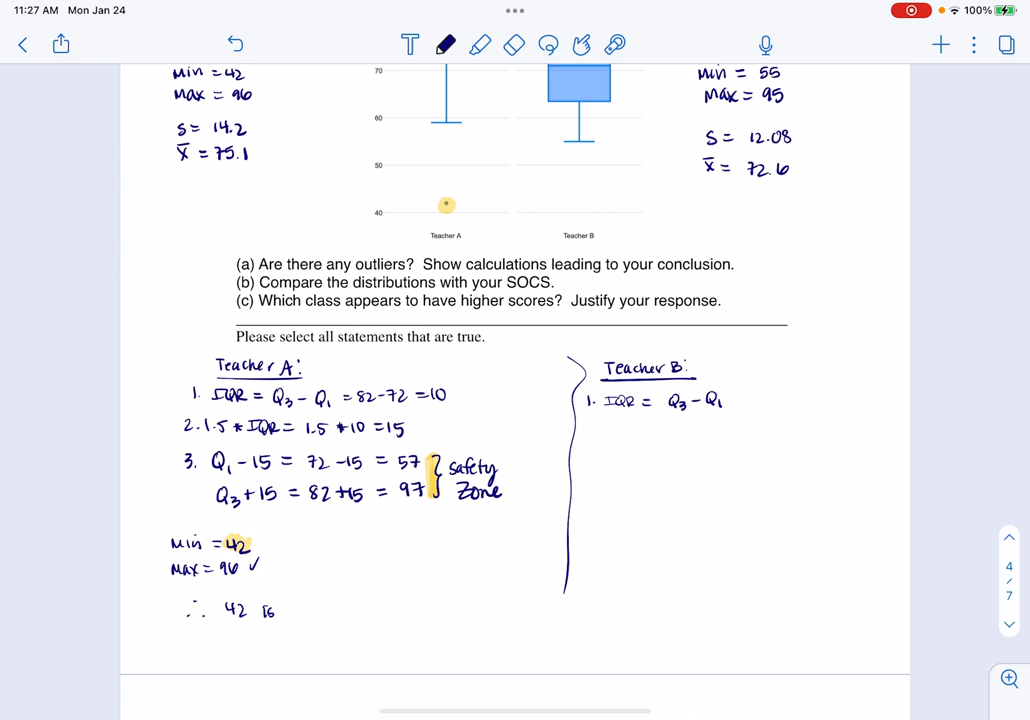 11:27 AM Mon Jan 24
100%
Min = 42
Max = 96
S = 14.2
x̄ = 75.1
70
60
50
40
Teacher A
Teacher B
Min = 55
Max = 95
S = 12.08
x̄ = 72.6
(a) Are there any outliers? Show calculations leading to your conclusion.
(b) Compare the distributions with your SOCS.
(c) Which class appears to have higher scores? Justify your response.
Please select all statements that are true.
Teacher A:
1. IQR = Q₃ - Q₁ = 82-72 = 10
2. 1.5 * IQR = 1.5 * 10 = 15
3. Q₁ - 15 = 72 - 15 = 57
Q₃ + 15 = 82 + 15 = 97
} Safety
Zone
Min = 42
Max = 96 ✓
∴ 42 is
Teacher B:
1. IQR = Q₃ - Q₁
4
/
7